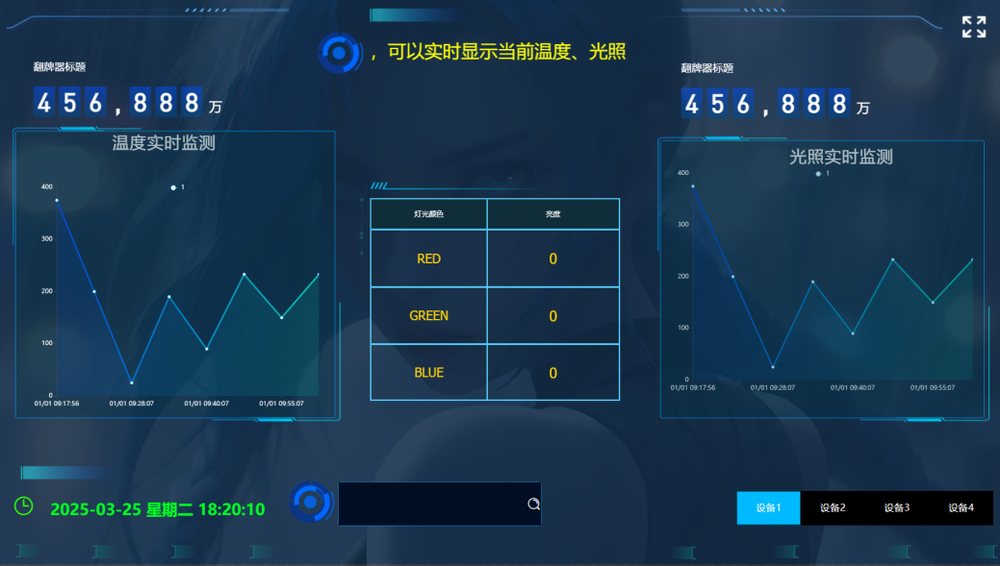 ，可以实时显示当前温度、光照
翻牌器标题
456,888 万
翻牌器标题
456,888 万
温度实时监测
1
400
300
200
100
0
01/01 09:17:56 01/01 09:28:07 01/01 09:40:07 01/01 09:55:07
灯光颜色 亮度
RED 0
GREEN 0
BLUE 0
光照实时监测
1
400
300
200
100
0
01/01 09:17:56 01/01 09:28:07 01/01 09:40:07 01/01 09:55:07
2025-03-25 星期二 18:20:10
设备1 设备2 设备3 设备4